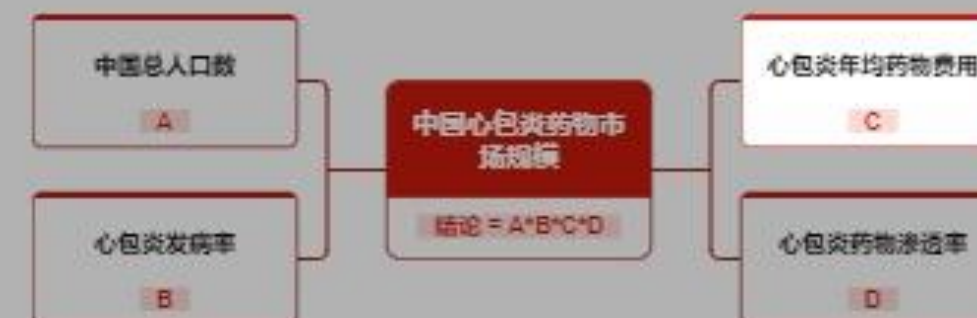 中国总人口数
A
心包炎发病率
B
中国心包炎药物市
场规模
结论 = A*B*C*D
心包炎年均药物费用
C
心包炎药物渗透率
D